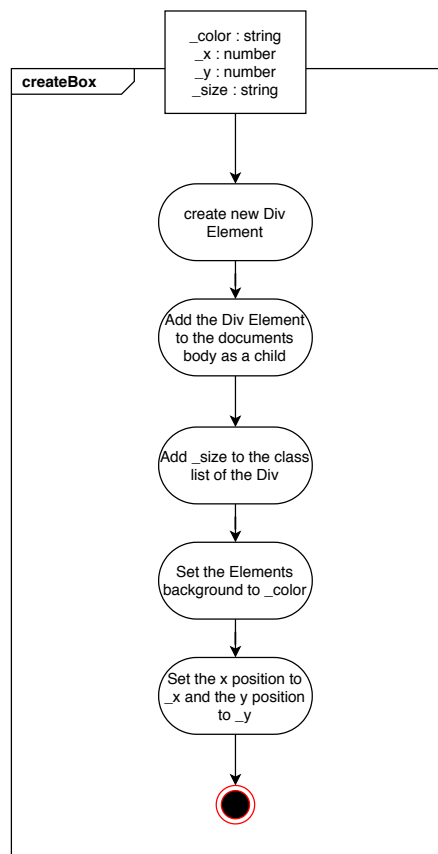 _color : string
_x : number
_y : number
_size : string
createBox
create new Div
Element
Add the Div Element
to the documents
body as a child
Add _size to the class
list of the Div
Set the Elements
background to _color
Set the x position to
_x and the y position
to _y